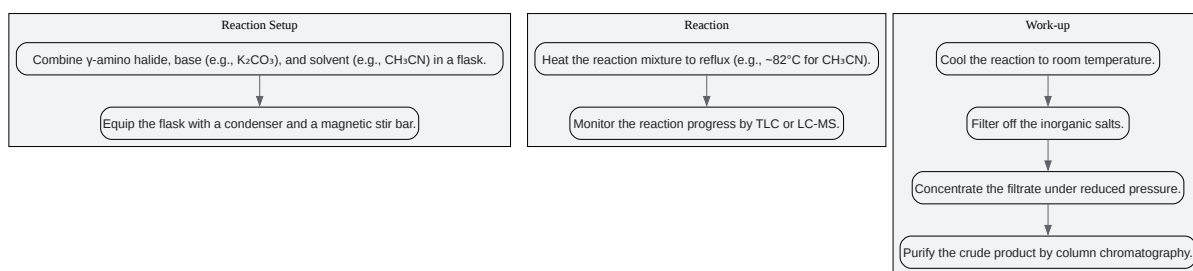 Reaction Setup
Combine γ-amino halide, base (e.g., K₂CO₃), and solvent (e.g., CH₃CN) in a flask.
Equip the flask with a condenser and a magnetic stir bar.
Reaction
Heat the reaction mixture to reflux (e.g., ~82°C for CH₃CN).
Monitor the reaction progress by TLC or LC-MS.
Work-up
Cool the reaction to room temperature.
Filter off the inorganic salts.
Concentrate the filtrate under reduced pressure.
Purify the crude product by column chromatography.